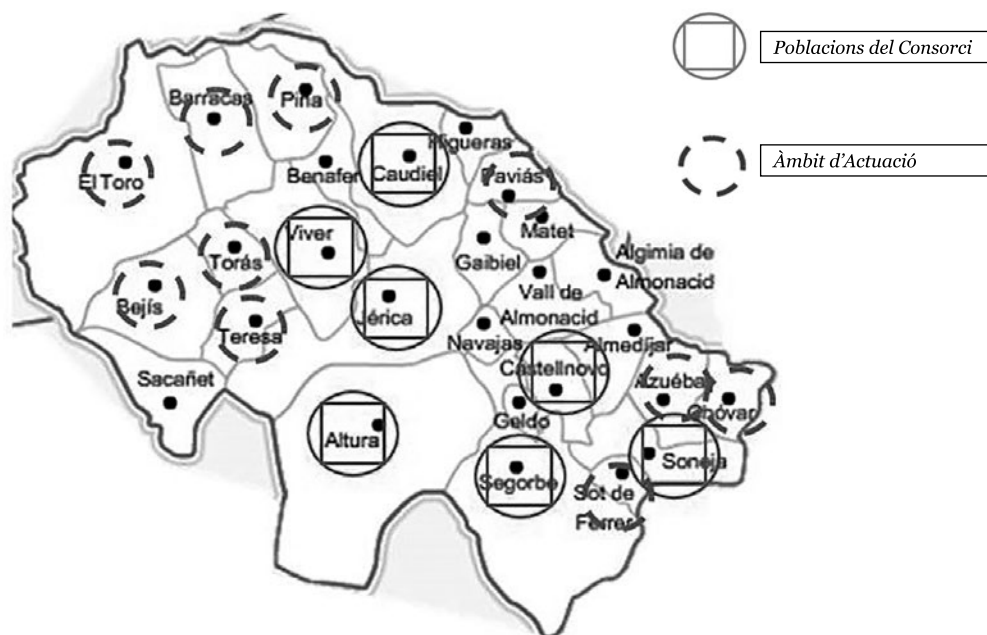 Poblacions del Consorci
Àmbit d'Actuació
Barracas
Pina
Higueras
El Toro
Benafer
Caudiel
Pavías
Matet
Viver
Torás
Gaibiel
Algimia de
Almonacid
Vall de
Almonacid
Bejís
Teresa
Jérica
Navajas
Almedíjar
Sacañet
Castellnovo
Azuébar
Chóvar
Geldo
Altura
Segorbe
Soneja
Sot de
Ferrer